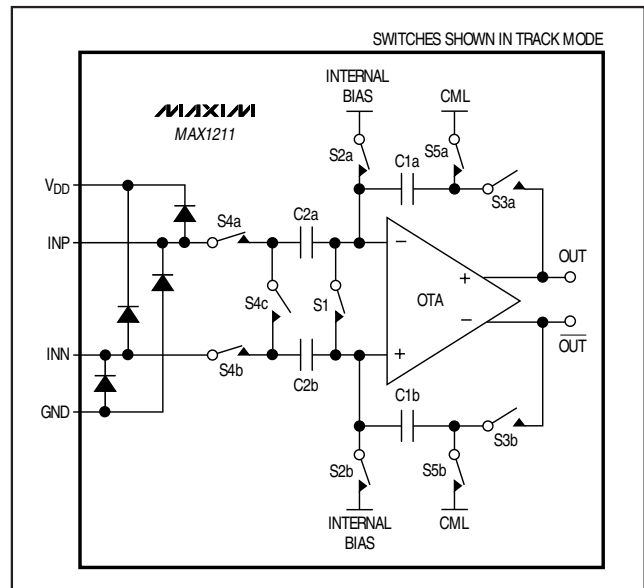 SWITCHES SHOWN IN TRACK MODE
INTERNAL
BIAS
CML
MAXIM
MAX1211
S2a
C1a
S5a
S3a
VDD
S4a
C2a
INP
−
+
OUT
S4c
S1
OTA
−
INN
+
OUT
S4b
C2b
C1b
GND
S3b
S2b
S5b
INTERNAL
BIAS
CML